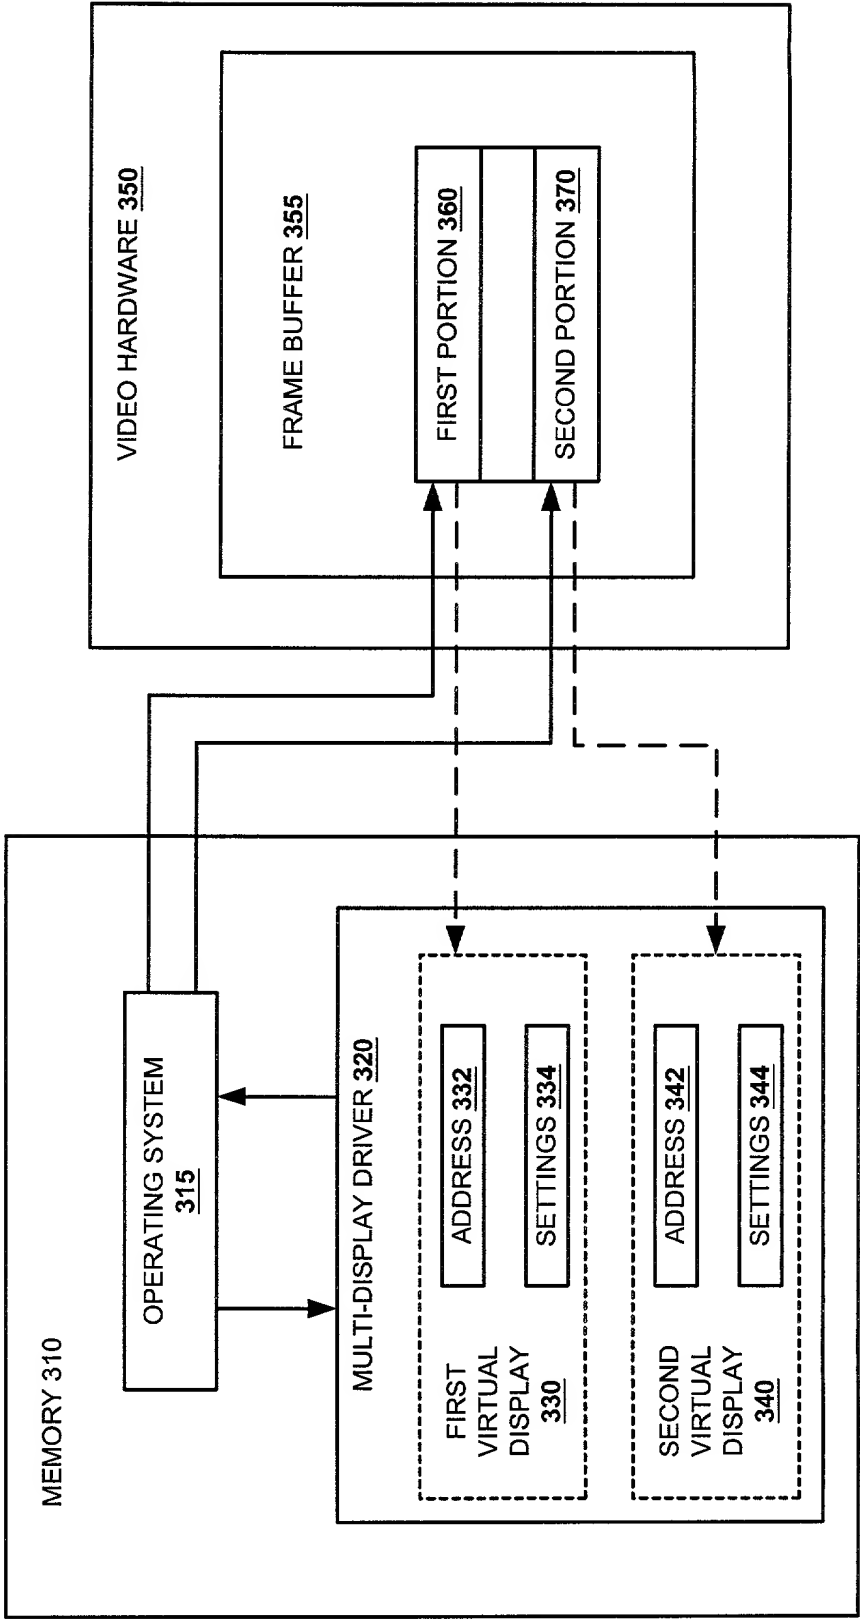 MEMORY 310
OPERATING SYSTEM
315
MULTI-DISPLAY DRIVER 320
FIRST
VIRTUAL
DISPLAY
330
ADDRESS 332
SETTINGS 334
SECOND
VIRTUAL
DISPLAY
340
ADDRESS 342
SETTINGS 344
VIDEO HARDWARE 350
FRAME BUFFER 355
FIRST PORTION 360
SECOND PORTION 370